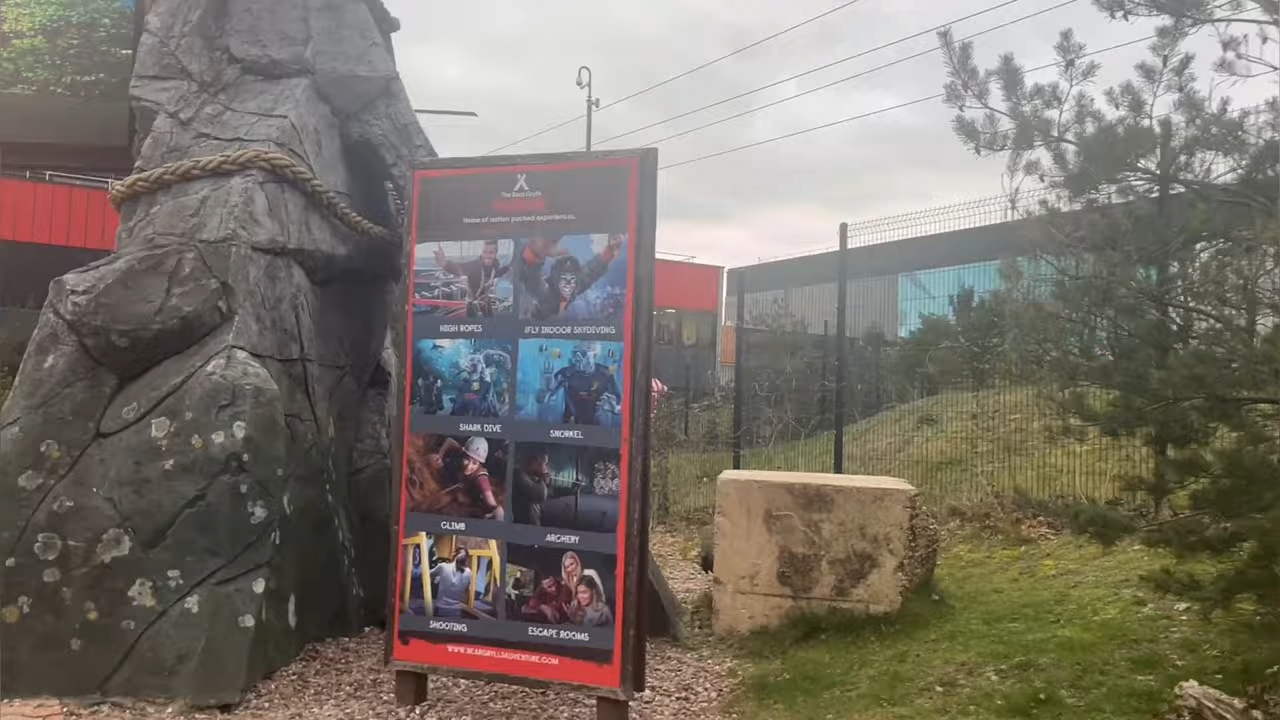 The Bear Grylls
Home of action packed experiences.
HIGH ROPES
iFLY INDOOR SKYDIVING
SHARK DIVE
SNORKEL
CLIMB
ARCHERY
SHOOTING
ESCAPE ROOMS
WWW.BEARGRYLLSADVENTURE.COM